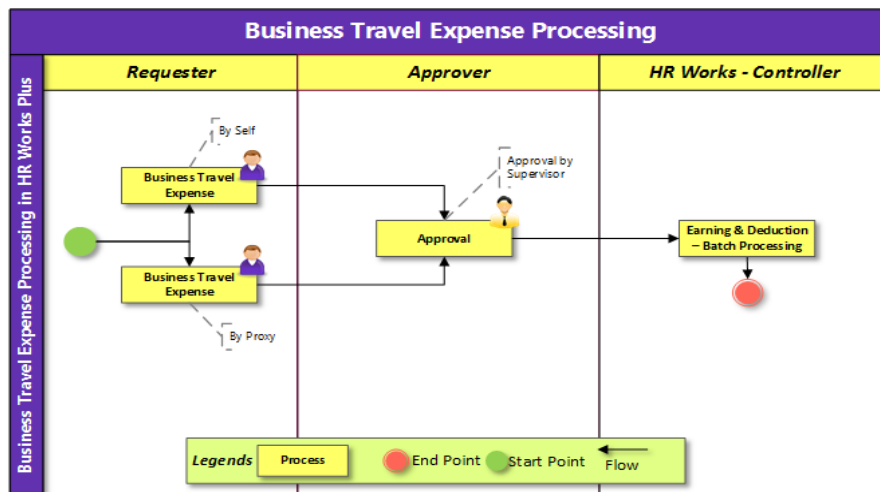 Business Travel Expense Processing
Business Travel Expense Processing in HR Works Plus
Requester
Approver
HR Works - Controller
By Self
Business Travel
Expense
Approval by
Supervisor
Approval
Earning & Deduction
– Batch Processing
Business Travel
Expense
By Proxy
Legends
Process
End Point
Start Point
Flow